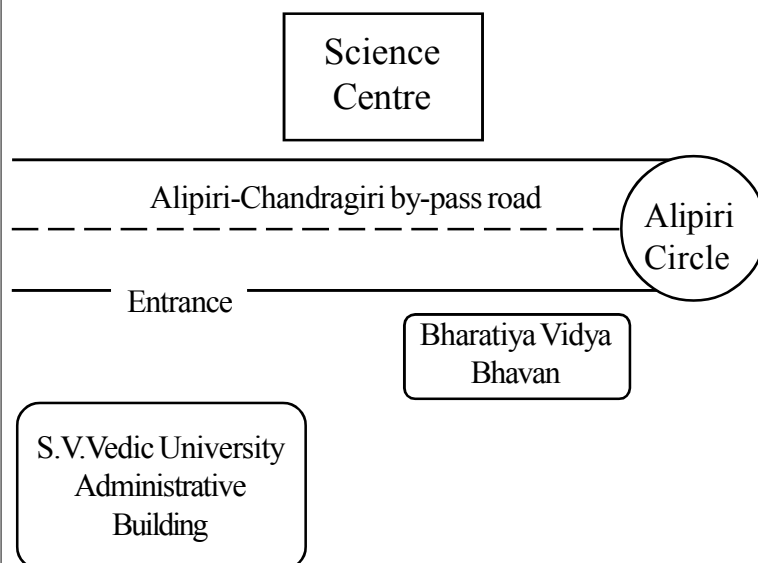 Science
Centre
Alipiri-Chandragiri by-pass road
Alipiri
Circle
Entrance
Bharatiya Vidya
Bhavan
S.V.Vedic University
Administrative
Building